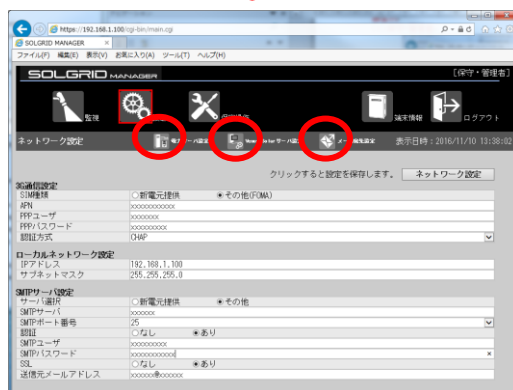 https://192.168.1.100/cgi-bin/main.cgi
SOLGRID MANAGER
ファイル(F) 編集(E) 表示(V) お気に入り(A) ツール(T) ヘルプ(H)
SOLGRID MANAGER
[保守・管理者]
監視
端末情報
ログアウト
ネットワーク設定
表示日時:2016/11/10 13:38:02
クリックすると設定を保存します。 ネットワーク設定
3G通信設定
SIM種類 ○新電元提供 ◉その他(FOMA)
APN xxxxxxxxxxx
PPPユーザ xxxxxxx
PPPパスワード xxxxxxxxxx
認証方式 CHAP
ローカルネットワーク設定
IPアドレス 192.168.1.100
サブネットマスク 255.255.255.0
SMTPサーバ設定
サーバ選択 ○新電元提供 ◉その他
SMTPサーバ xxxxxx
SMTPポート番号 25
認証 ○なし ◉あり
SMTPユーザ xxxxxxxxx
SMTPパスワード xxxxxxxxxxx
SSL ○なし ◉あり
送信元メールアドレス xxxxxx@xxxxxx